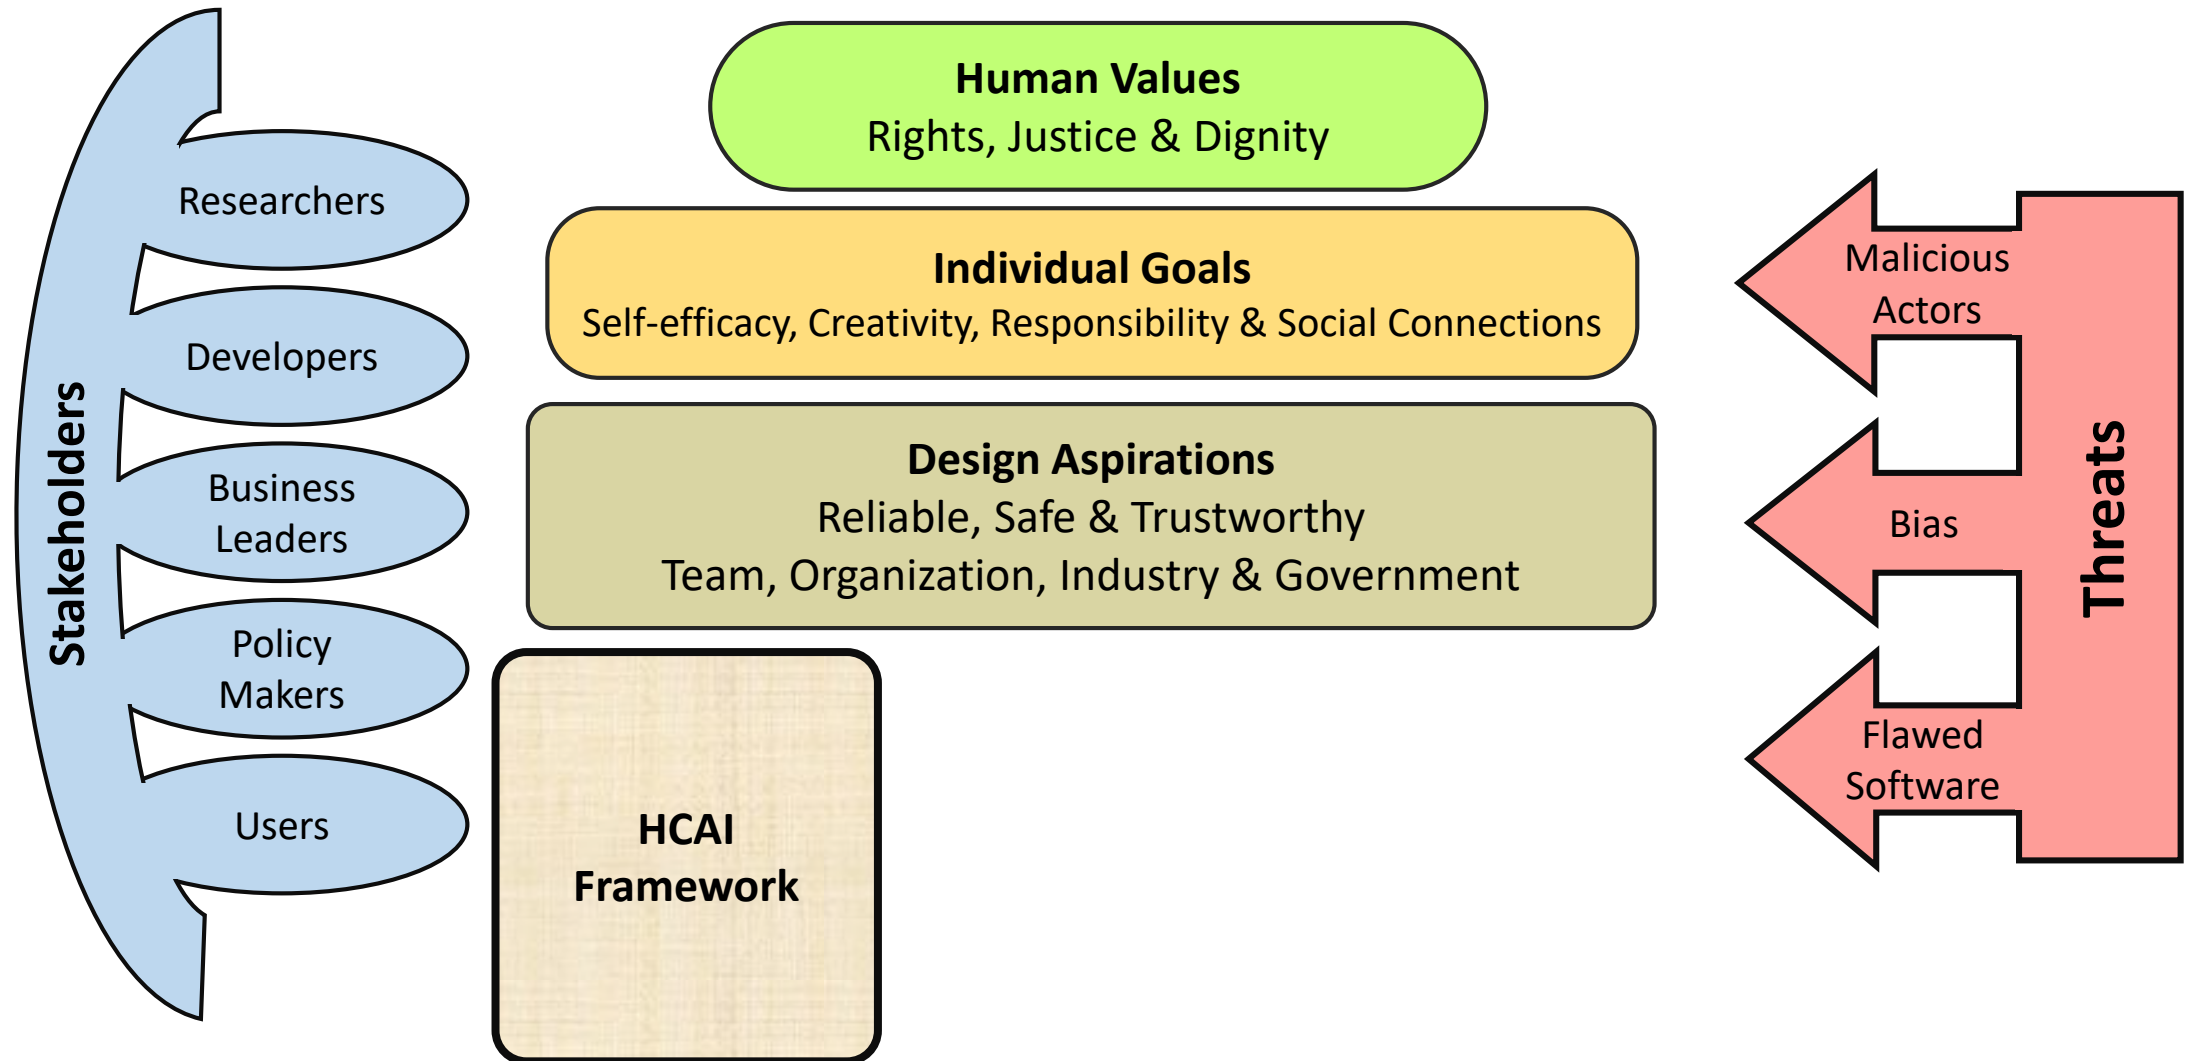 Stakeholders
Researchers
Developers
Business
Leaders
Policy
Makers
Users
Human Values
Rights, Justice & Dignity
Individual Goals
Self-efficacy, Creativity, Responsibility & Social Connections
Design Aspirations
Reliable, Safe & Trustworthy
Team, Organization, Industry & Government
HCAI
Framework
Malicious
Actors
Bias
Flawed
Software
Threats